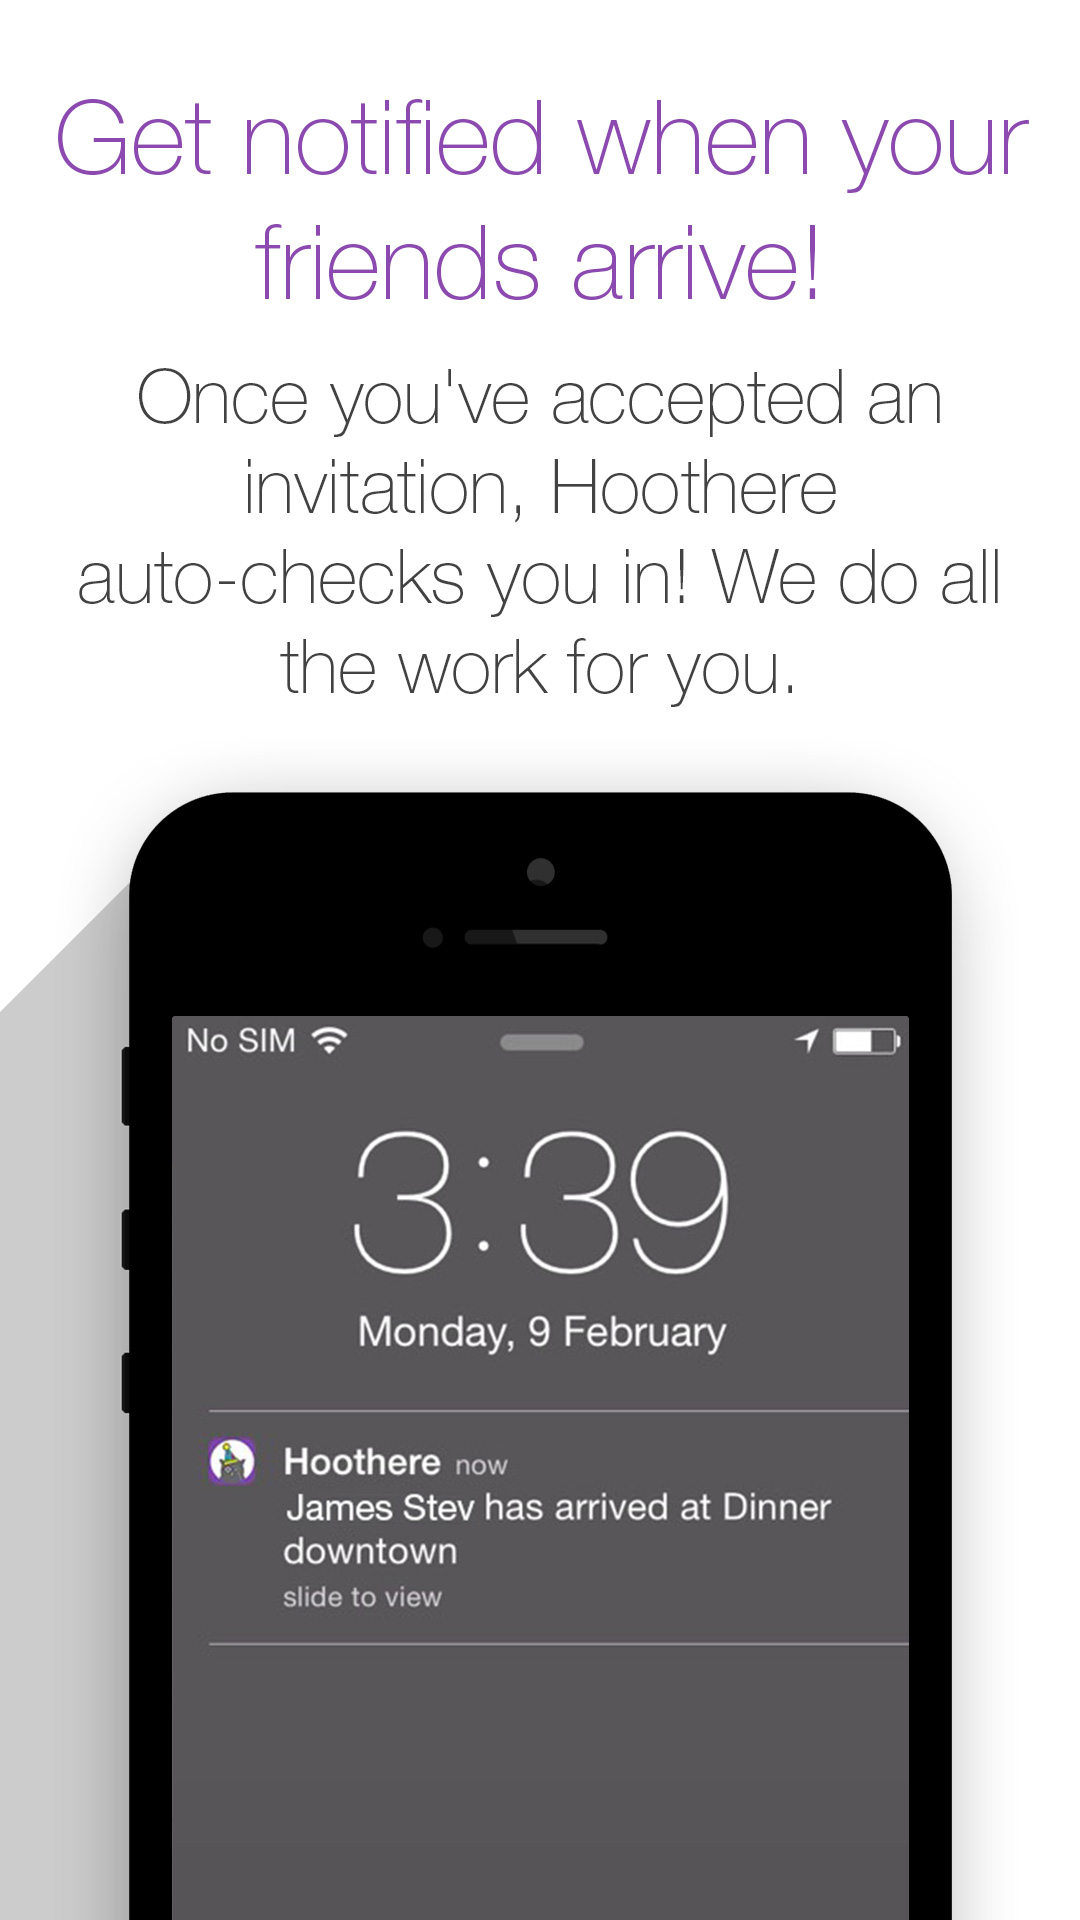 Get notified when your
friends arrive!
Once you've accepted an
invitation, Hoothere
auto-checks you in! We do all
the work for you.
No SIM
3:39
Monday, 9 February
Hoothere now
James Stev has arrived at Dinner
downtown
slide to view